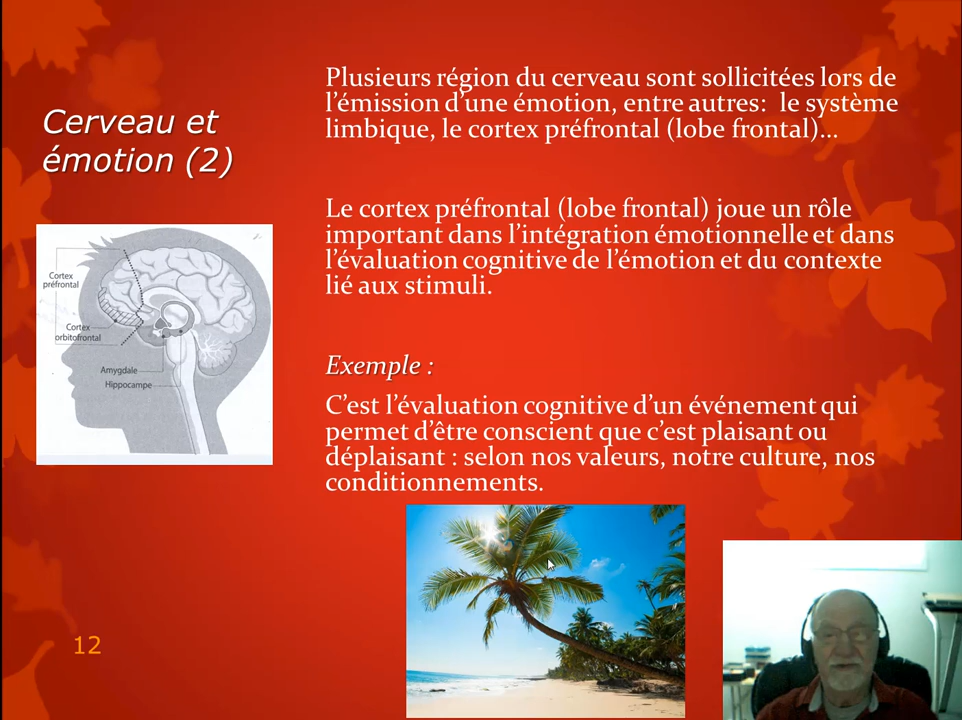 Cerveau et
émotion (2)
Plusieurs région du cerveau sont sollicitées lors de
l’émission d’une émotion, entre autres:  le système
limbique, le cortex préfrontal (lobe frontal)...
Le cortex préfrontal (lobe frontal) joue un rôle
important dans l’intégration émotionnelle et dans
l’évaluation cognitive de l’émotion et du contexte
lié aux stimuli.
Exemple :
C’est l’évaluation cognitive d’un événement qui
permet d’être conscient que c’est plaisant ou
déplaisant : selon nos valeurs, notre culture, nos
conditionnements.
Cortex
préfrontal
Cortex
orbitofrontal
Amygdale
Hippocampe
12